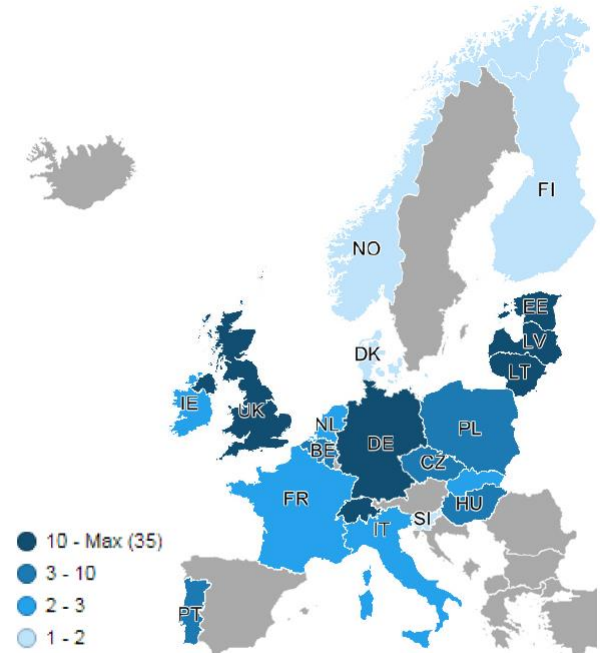 FI
NO
EE
LV
LT
DK
IE
UK
NL
BE
DE
PL
CZ
FR
HU
SI
IT
PT
10 - Max (35)
3 - 10
2 - 3
1 - 2